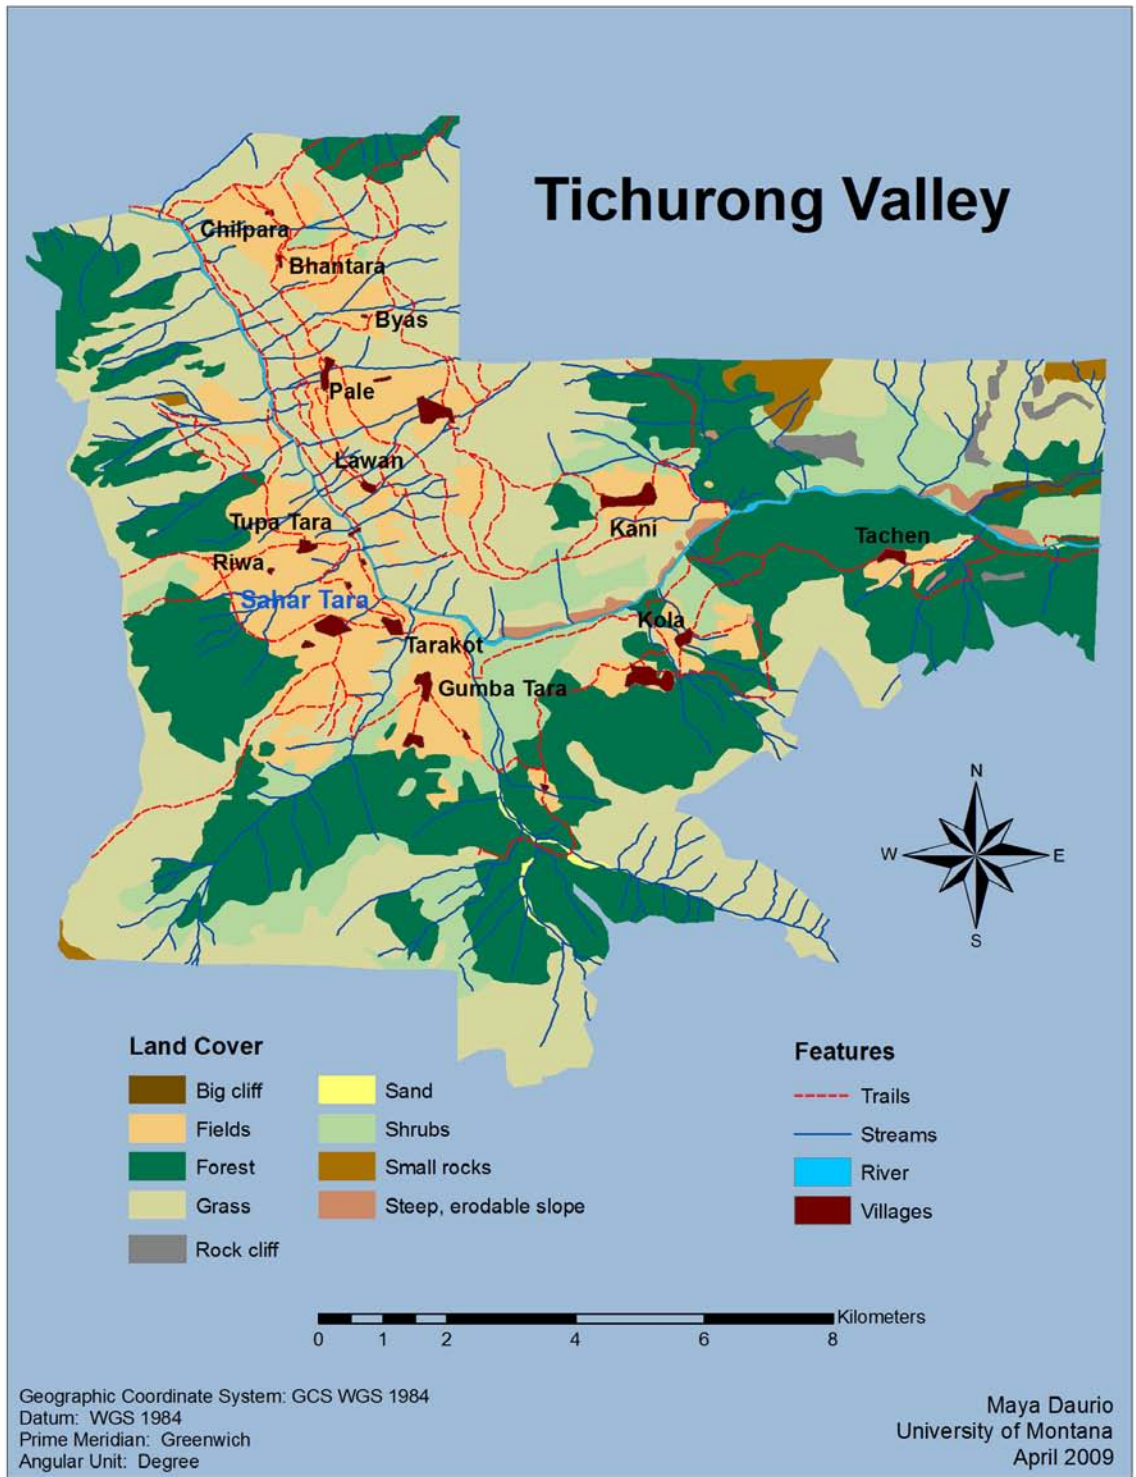 Tichurong Valley
Chilpara
Bhantara
Byas
Pale
Lawan
Tupa Tara
Kani
Tachen
Riwa
Sahar Tara
Kola
Tarakot
Gumba Tara
N
W
E
S
Land Cover
Big cliff
Fields
Forest
Grass
Rock cliff
Sand
Shrubs
Small rocks
Steep, erodable slope
Features
Trails
Streams
River
Villages
Kilometers
0 1 2 4 6 8
Geographic Coordinate System: GCS WGS 1984
Datum: WGS 1984
Prime Meridian: Greenwich
Angular Unit: Degree
Maya Daurio
University of Montana
April 2009